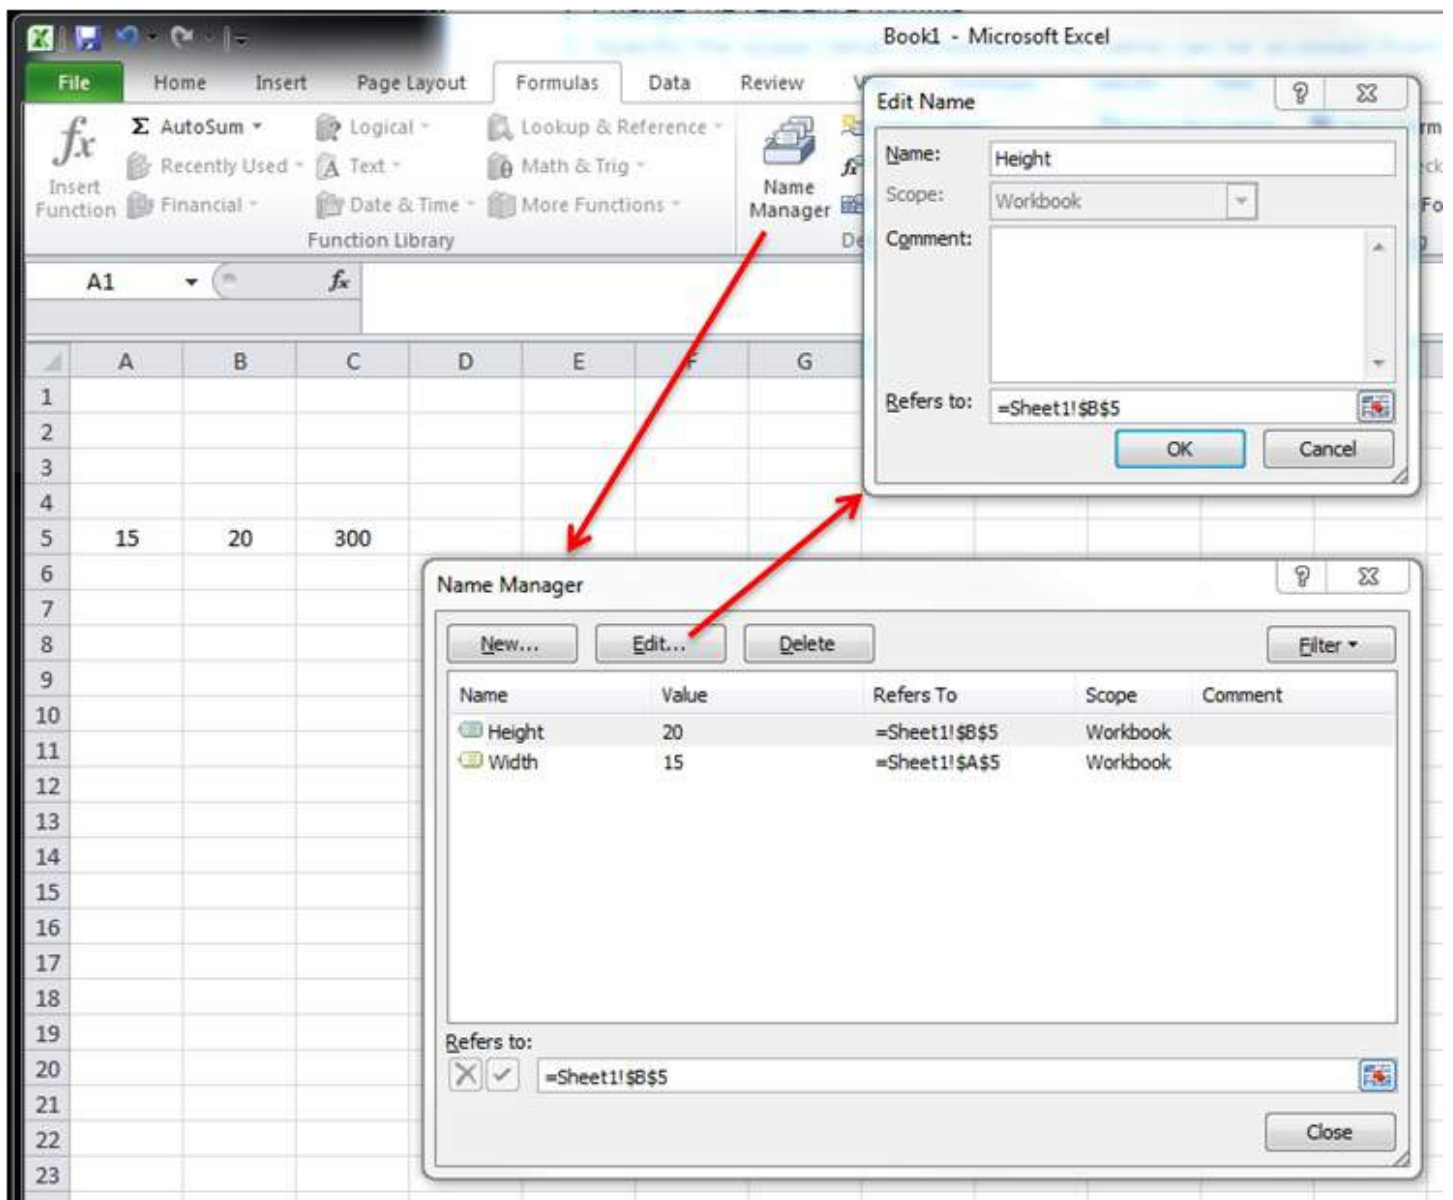 Book1 - Microsoft Excel
File Home Insert Page Layout Formulas Data Review
fx Insert Function
Σ AutoSum
Recently Used
Financial
Logical
Text
Date & Time
Lookup & Reference
Math & Trig
More Functions
Function Library
Name Manager
A1 fx
A B C D E F G
1
2
3
4
5 15 20 300
6
7
8
9
10
11
12
13
14
15
16
17
18
19
20
21
22
23
Edit Name
Name: Height
Scope: Workbook
Comment:
Refers to: =Sheet1!$B$5
OK Cancel
Name Manager
New... Edit... Delete Filter
Name Value Refers To Scope Comment
Height 20 =Sheet1!$B$5 Workbook
Width 15 =Sheet1!$A$5 Workbook
Refers to:
=Sheet1!$B$5
Close